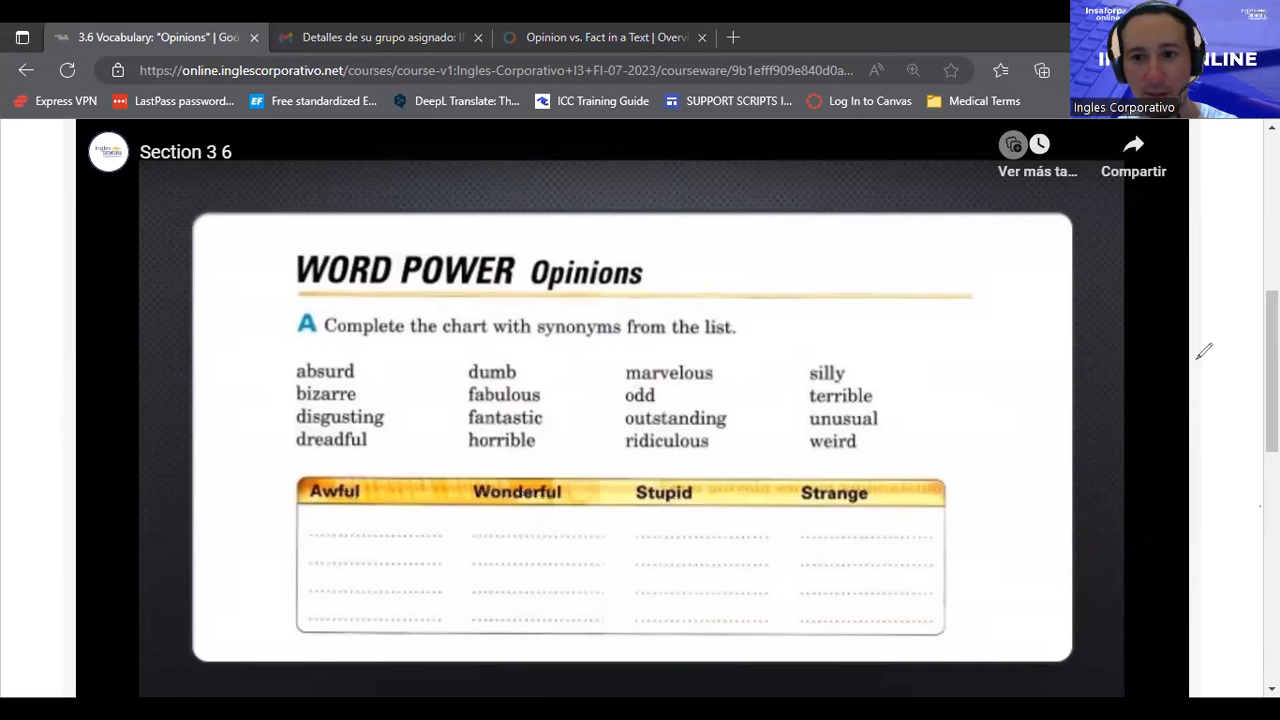 3.6 Vocabulary: "Opinions" | Goo
Detalles de su grupo asignado: I
Opinion vs. Fact in a Text | Overvi
https://online.inglescorporativo.net/courses/course-v1:Ingles-Corporativo+I3+FI-07-2023/courseware/9b1efff909e840d0a...
Express VPN
LastPass password...
Free standardized E...
DeepL Translate: Th...
ICC Training Guide
SUPPORT SCRIPTS I...
Log In to Canvas
Medical Terms
Insaforp
online
NLINE
Ingles Corporativo
Section 3 6
Ver más ta...
Compartir
WORD POWER Opinions
A Complete the chart with synonyms from the list.
absurd dumb marvelous silly
bizarre fabulous odd terrible
disgusting fantastic outstanding unusual
dreadful horrible ridiculous weird
Awful Wonderful Stupid Strange